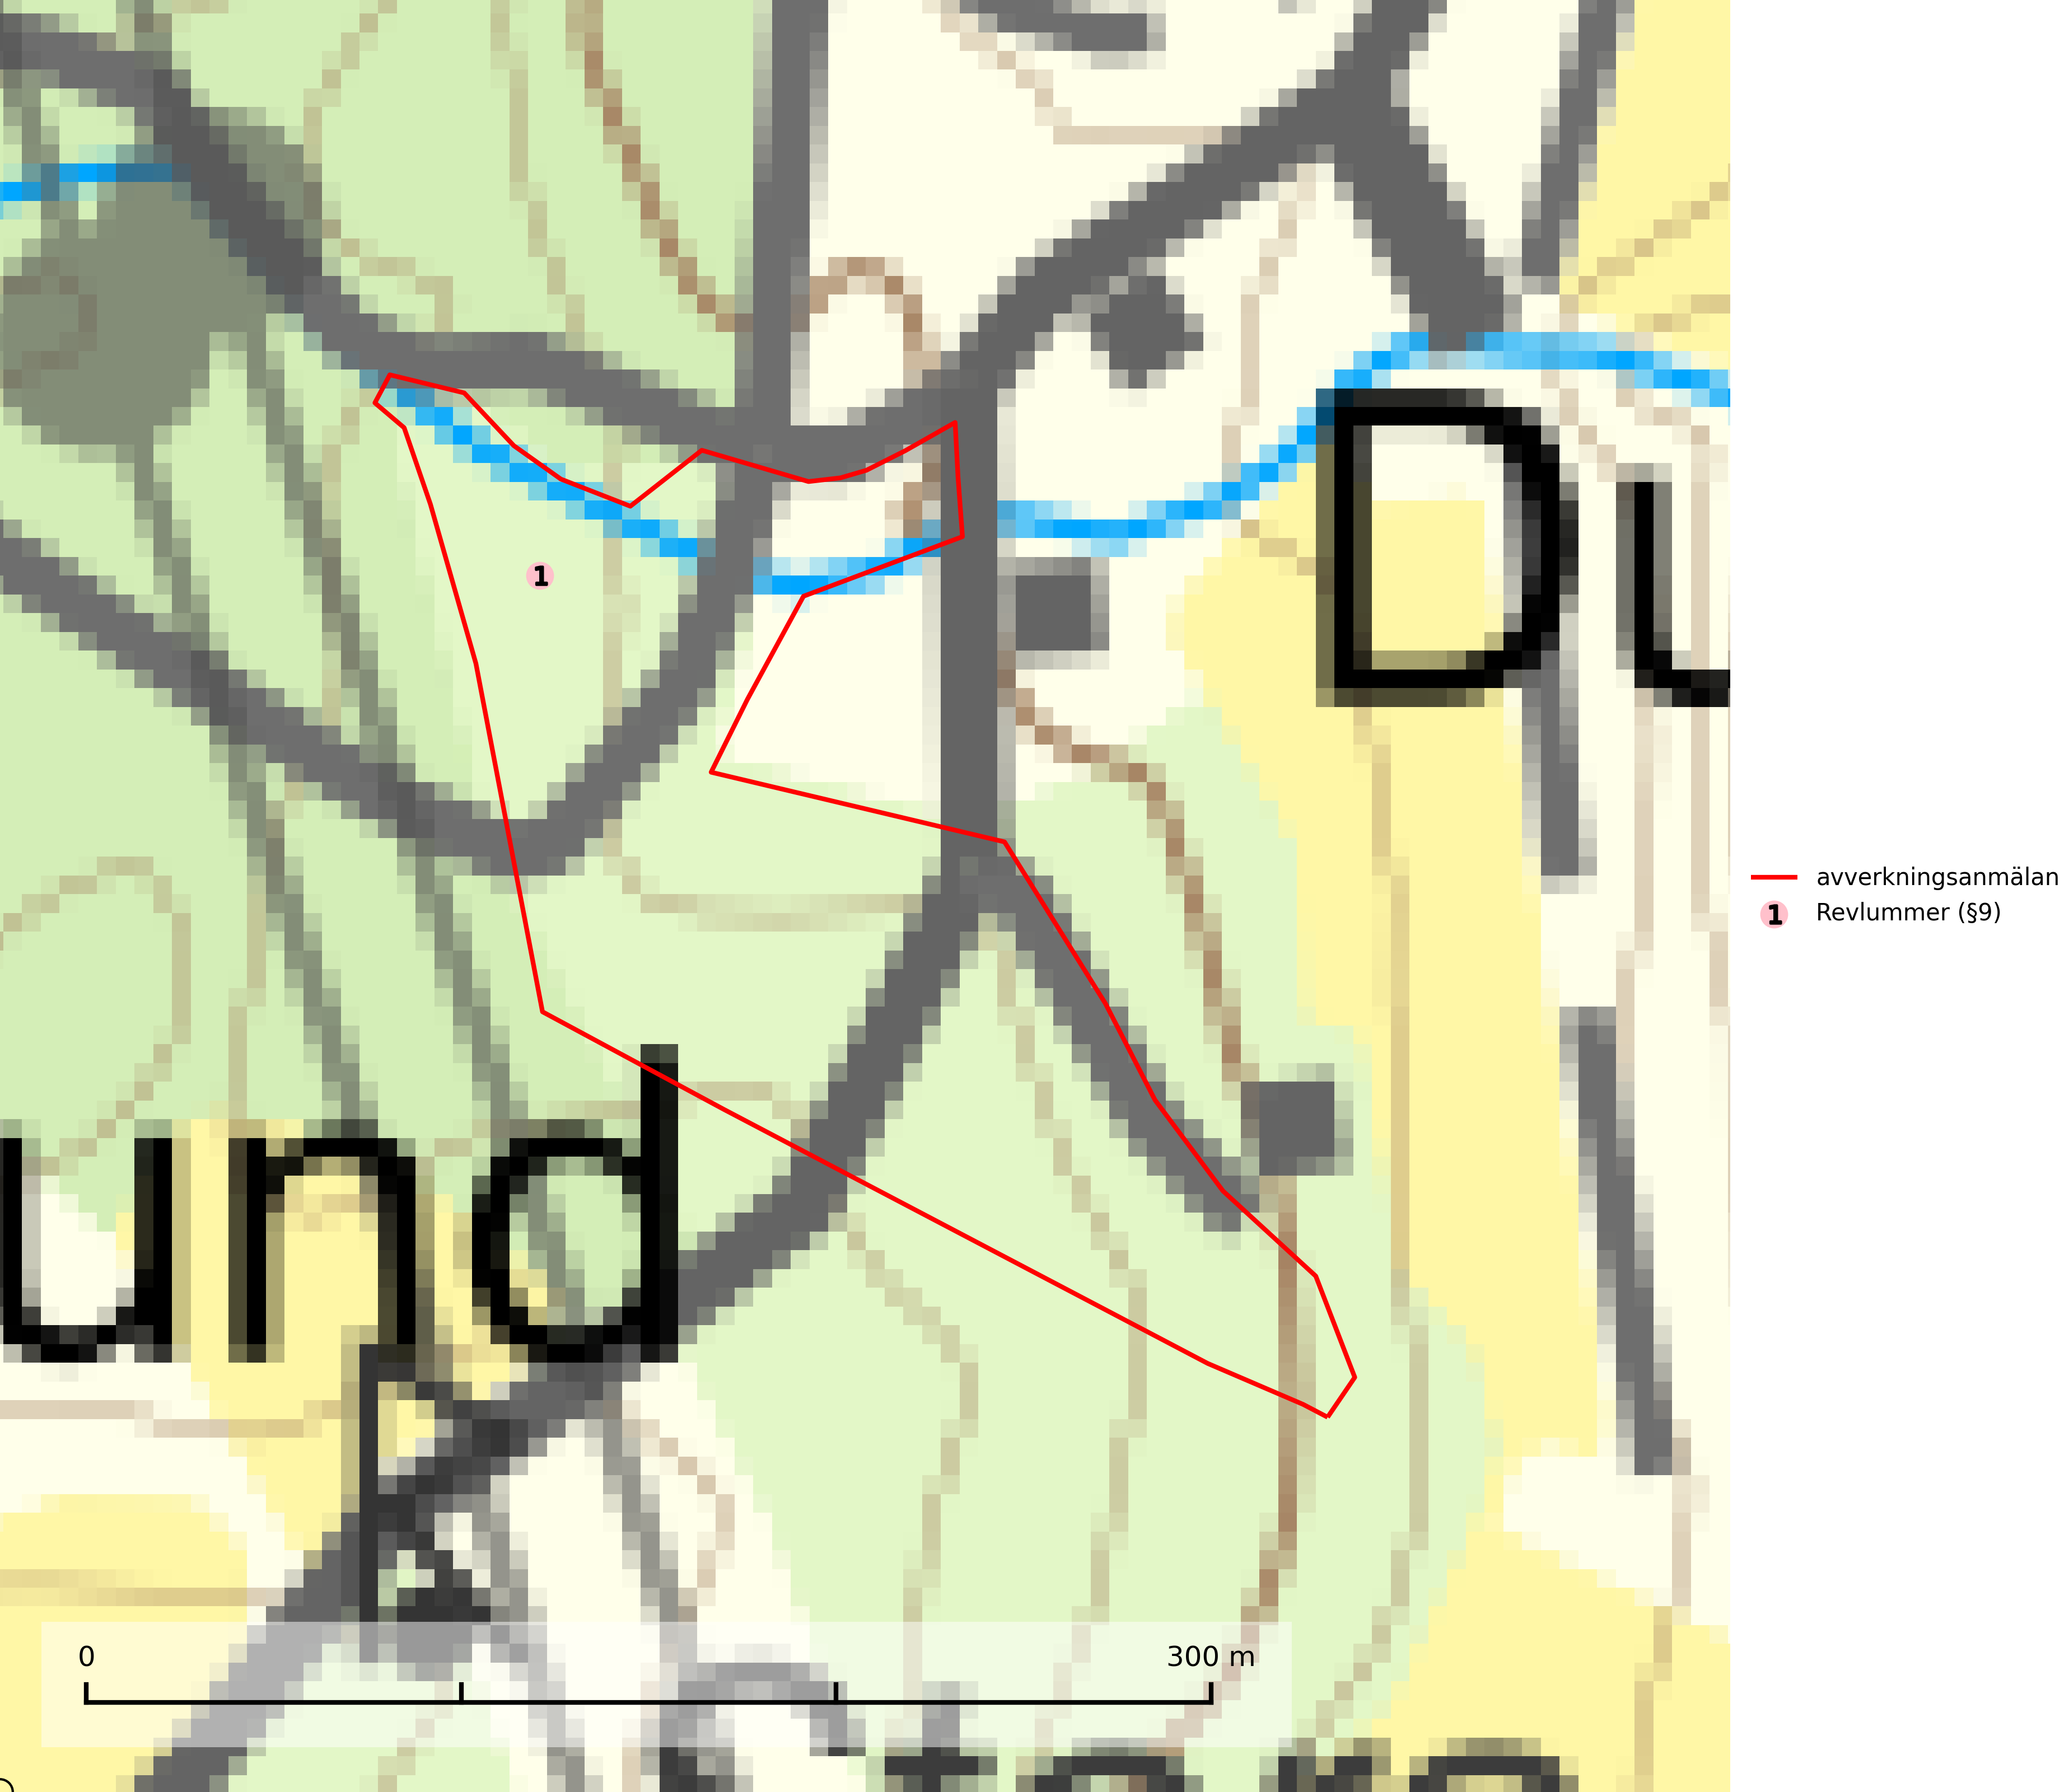 Du
1
avverkningsanmälan
1 Revlummer (§9)
und
0 300 m